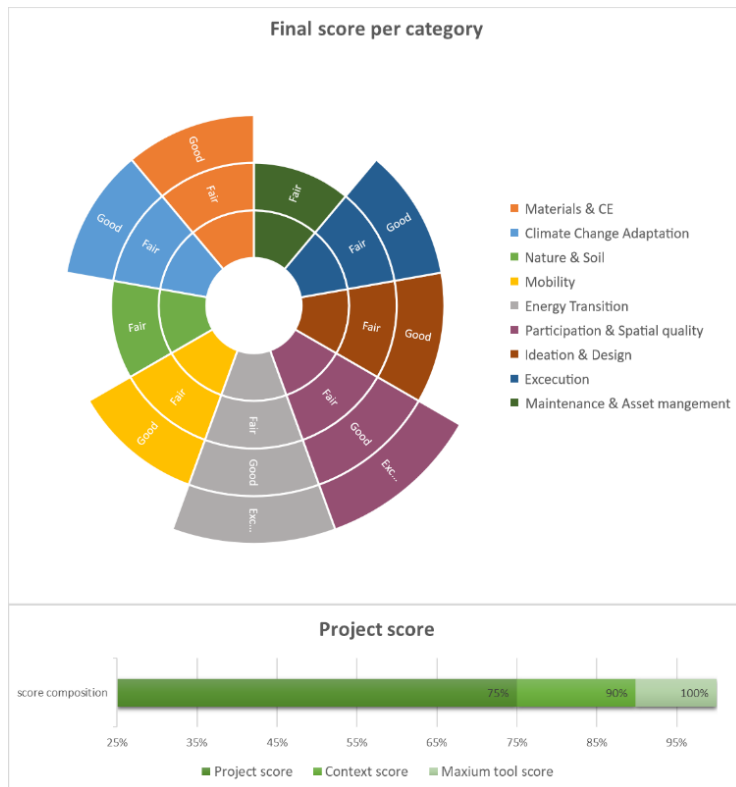 Final score per category
Good
Fair
Fair
Fair
Good
Fair
Good
Fair
Good
Exc...
Fair
Good
Exc...
Fair
Good
Fair
Fair
Good
Materials & CE
Climate Change Adaptation
Nature & Soil
Mobility
Energy Transition
Participation & Spatial quality
Ideation & Design
Excecution
Maintenance & Asset mangement
Project score
score composition
75%
90%
100%
25%
35%
45%
55%
65%
75%
85%
95%
Project score
Context score
Maxium tool score